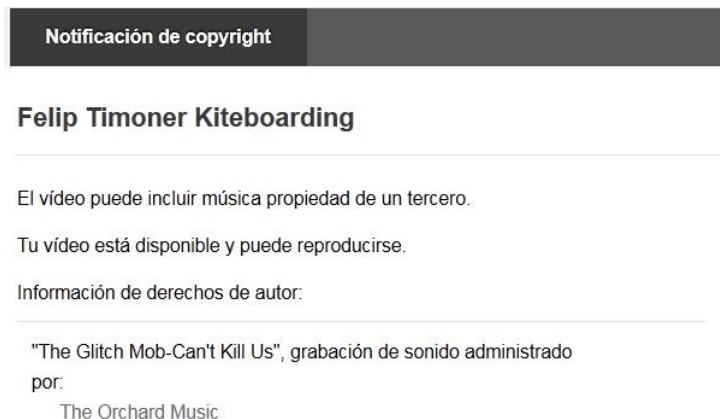 Notificación de copyright
Felip Timoner Kiteboarding
El vídeo puede incluir música propiedad de un tercero.
Tu vídeo está disponible y puede reproducirse.
Información de derechos de autor:
"The Glitch Mob-Can't Kill Us", grabación de sonido administrado
por:
The Orchard Music